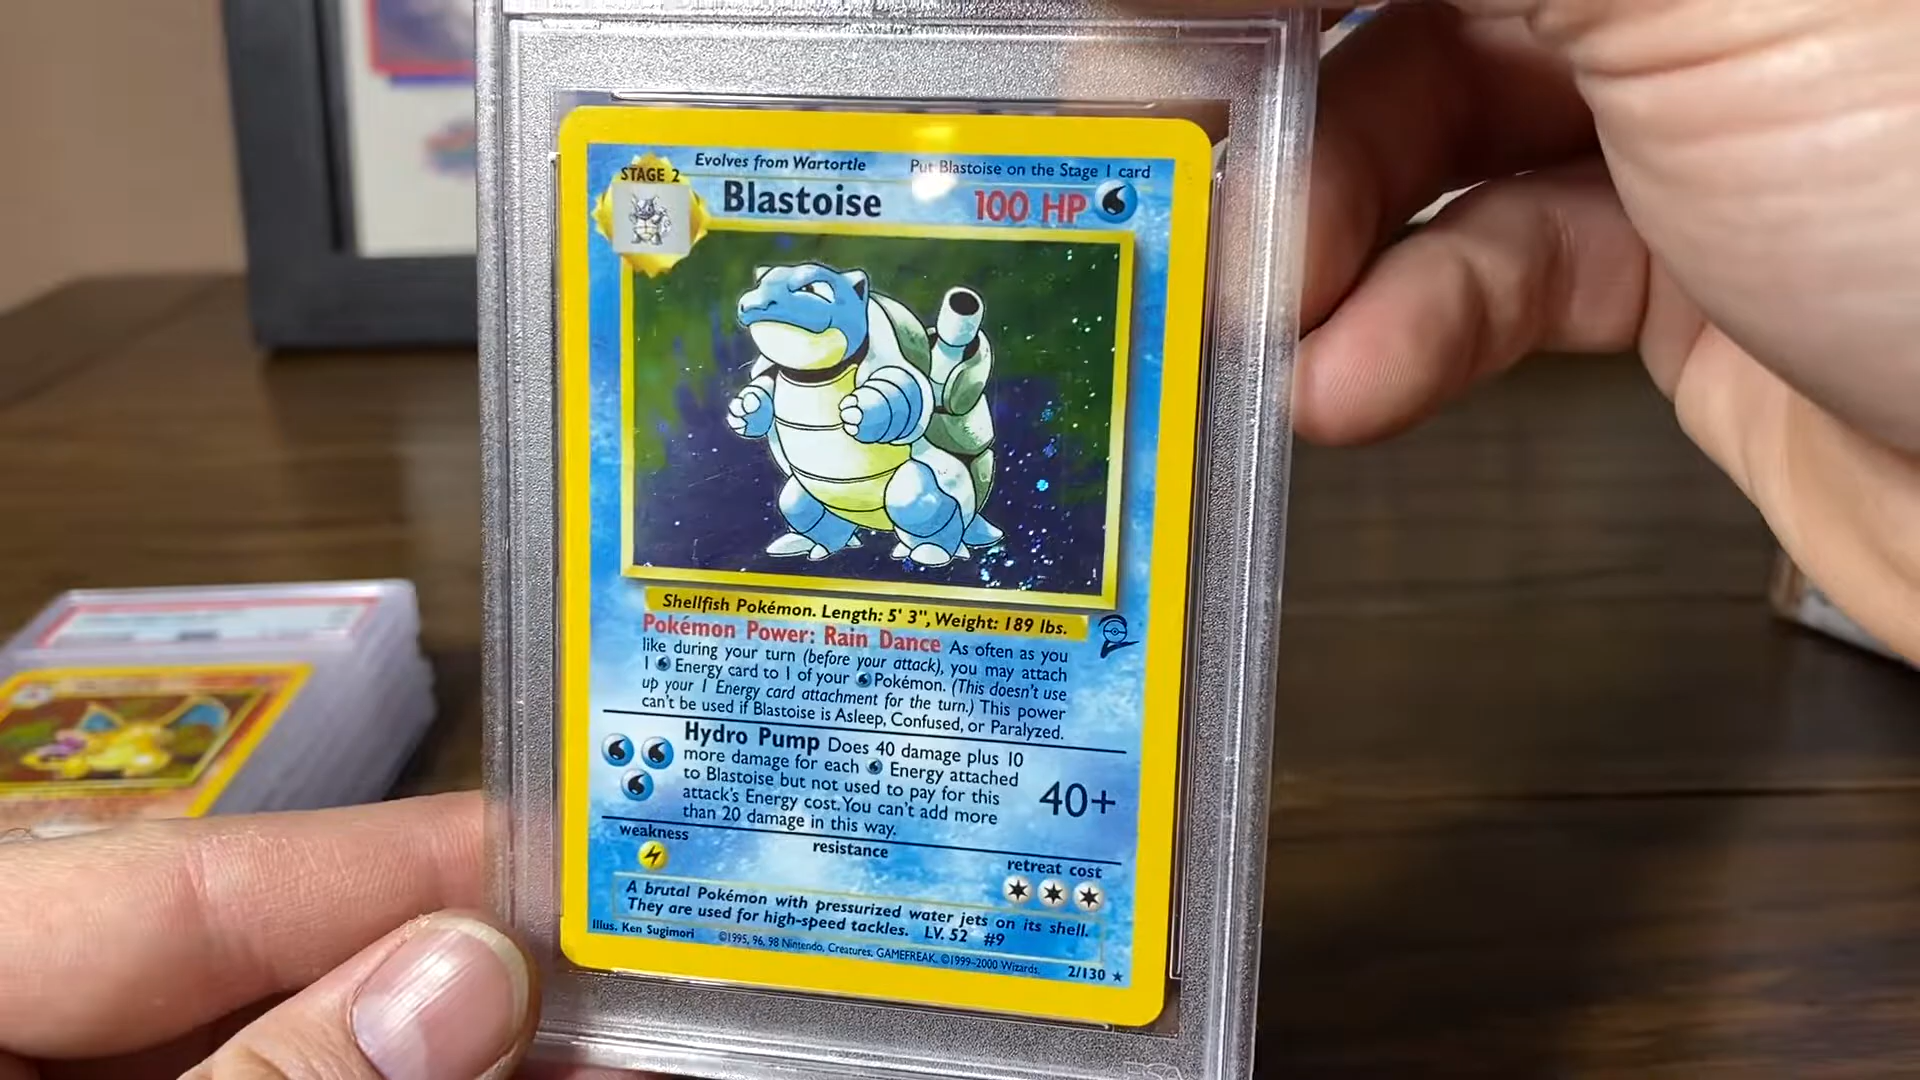 Evolves from Wartortle Put Blastoise on the Stage 1 card
STAGE 2
Blastoise 100 HP
Shellfish Pokémon. Length: 5' 3", Weight: 189 lbs.
Pokémon Power: Rain Dance As often as you
like during your turn (before your attack), you may attach
1 Energy card to 1 of your Pokémon. (This doesn't use
up your 1 Energy card attachment for the turn.) This power
can't be used if Blastoise is Asleep, Confused, or Paralyzed.
Hydro Pump Does 40 damage plus 10
more damage for each Energy attached
to Blastoise but not used to pay for this
attack's Energy cost. You can't add more
than 20 damage in this way.
40+
weakness resistance retreat cost
A brutal Pokémon with pressurized water jets on its shell.
They are used for high-speed tackles. LV. 52 #9
Illus. Ken Sugimori ©1995, 96, 98 Nintendo, Creatures, GAMEFREAK. ©1999-2000 Wizards. 2/130